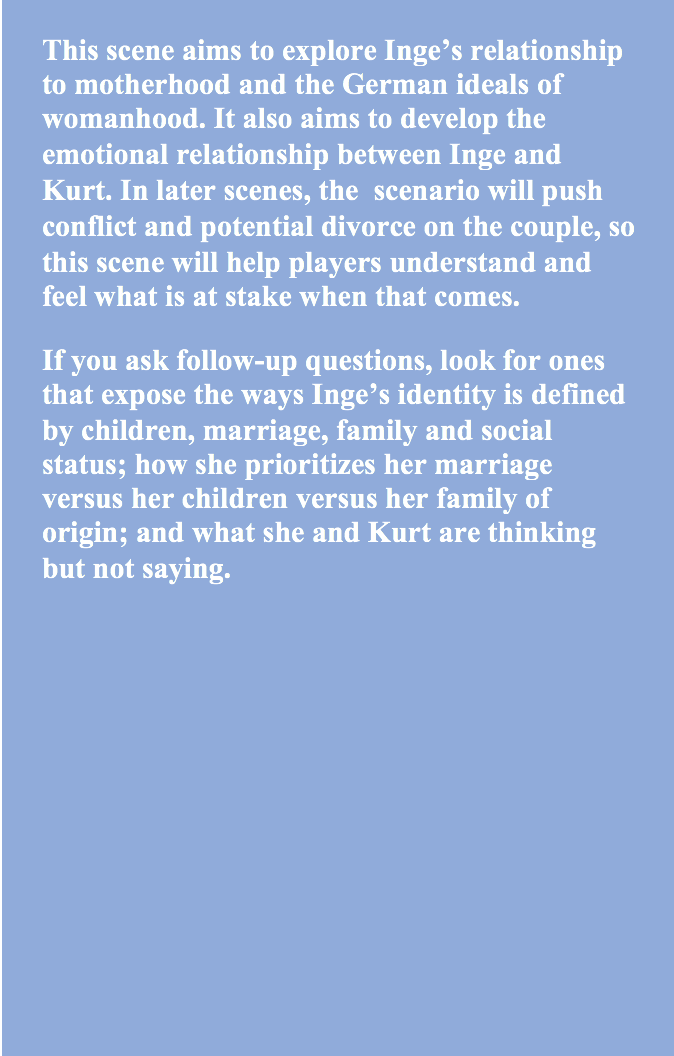 This scene aims to explore Inge’s relationship
to motherhood and the German ideals of
womanhood. It also aims to develop the
emotional relationship between Inge and
Kurt. In later scenes, the  scenario will push
conflict and potential divorce on the couple, so
this scene will help players understand and
feel what is at stake when that comes.
If you ask follow-up questions, look for ones
that expose the ways Inge’s identity is defined
by children, marriage, family and social
status; how she prioritizes her marriage
versus her children versus her family of
origin; and what she and Kurt are thinking
but not saying.